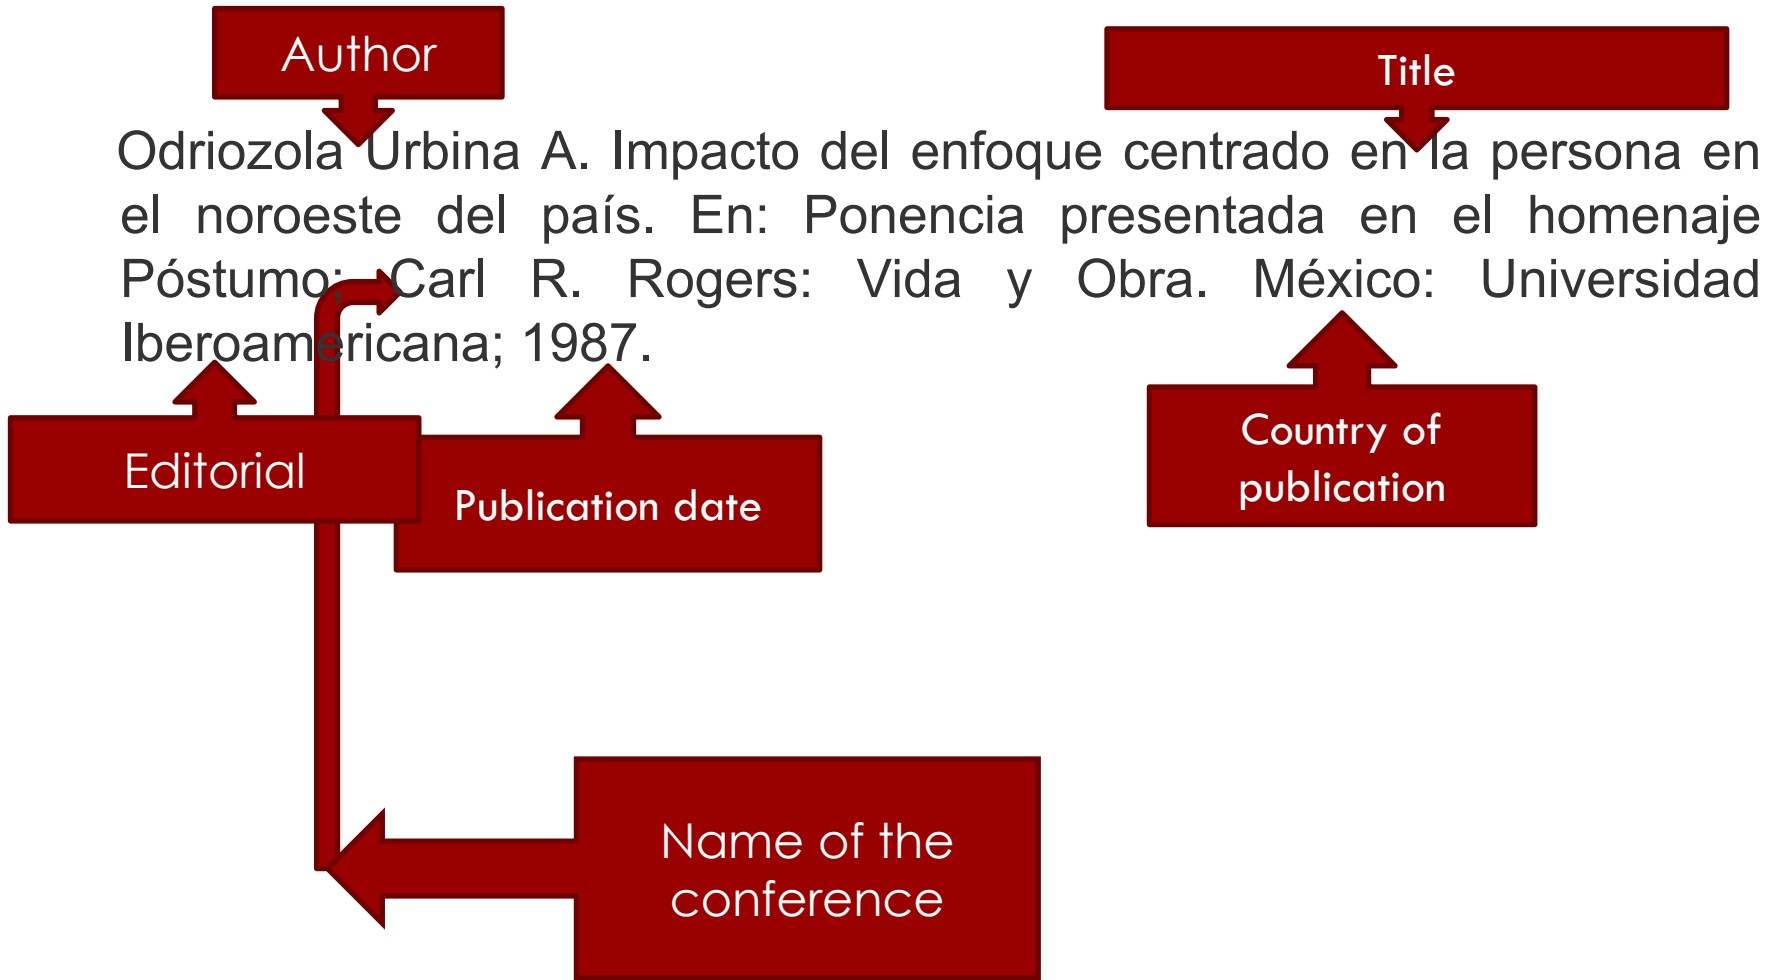 Author
Title
Odriozola Urbina A. Impacto del enfoque centrado en la persona en
el noroeste del país. En: Ponencia presentada en el homenaje
Póstumo; Carl R. Rogers: Vida y Obra. México: Universidad
Iberoamericana; 1987.
Editorial
Publication date
Country of
publication
Name of the
conference